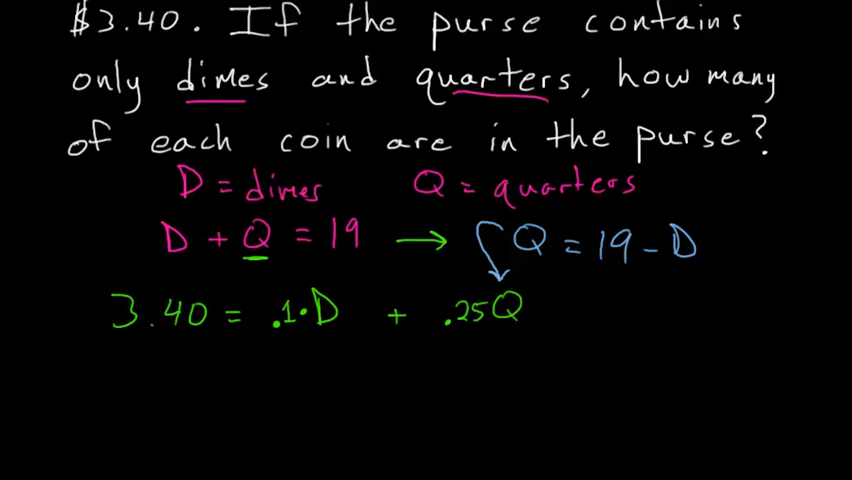 $3.40. If the purse contains
only dimes and quarters, how many
of each coin are in the purse?
D = dimes Q = quarters
D + Q = 19 → Q = 19 - D
3.40 = .1·D + .25Q